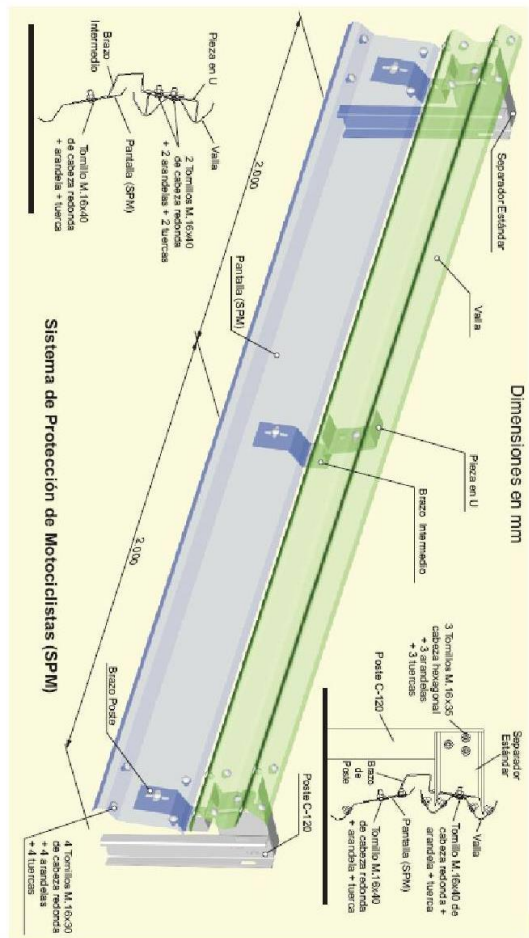 Dimensiones en mm
Separador Estándar
Valla
Pieza en U
Brazo Intermedio
Pantalla (SPM)
2.000
2.000
Brazo Poste
Poste C-120
4 Tornillos M.16x30
de cabeza redonda
+ 4 arandelas
+ 4 tuercas
Pieza en U
Brazo
Intermedio
Valla
2 Tornillos M.16x40
de cabeza redonda
+ 2 arandelas + 2 tuercas
Pantalla (SPM)
Tornillo M.16x40
de cabeza redonda
+ arandela + tuerca
Separador
Estándar
3 Tornillos M.16x35
cabeza hexagonal
+ 3 arandelas
+ 3 tuercas
Poste C-120
Valla
Tornillo M.16x40 de
cabeza redonda +
arandela + tuerca
Brazo
de
Poste
Pantalla (SPM)
Tornillo M.16x40
de cabeza redonda
+ arandela + tuerca
Sistema de Protección de Motociclistas (SPM)